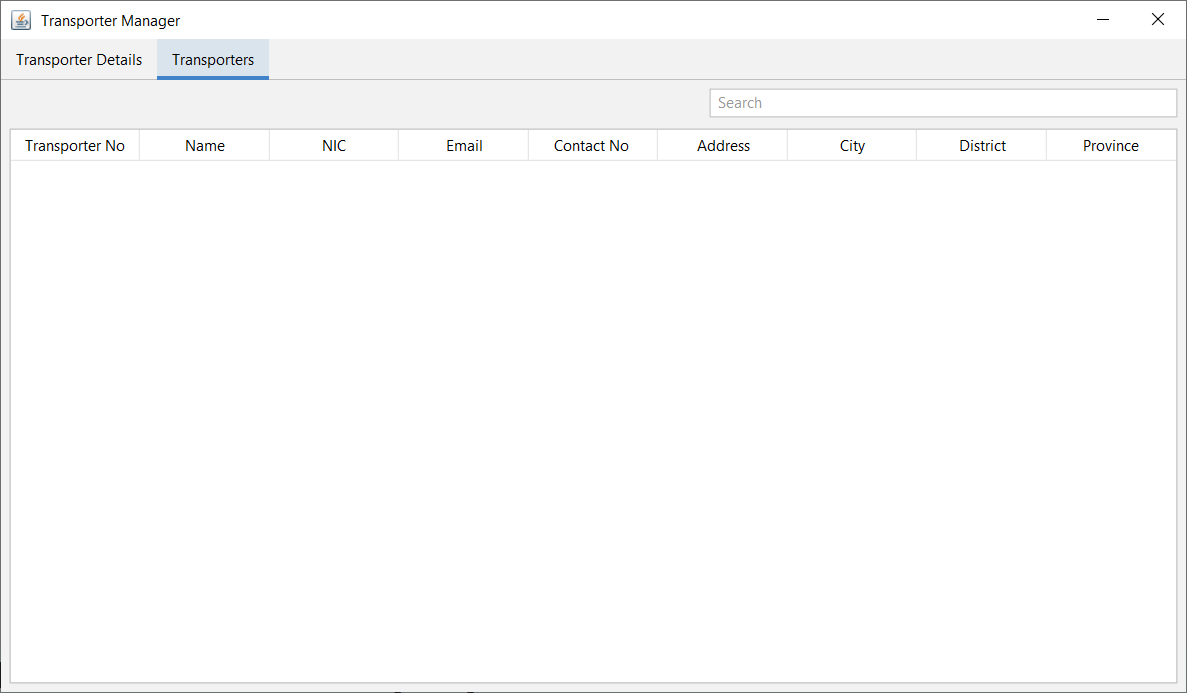 Transporter Manager
Transporter Details Transporters
Search
Transporter No Name NIC Email Contact No Address City District Province